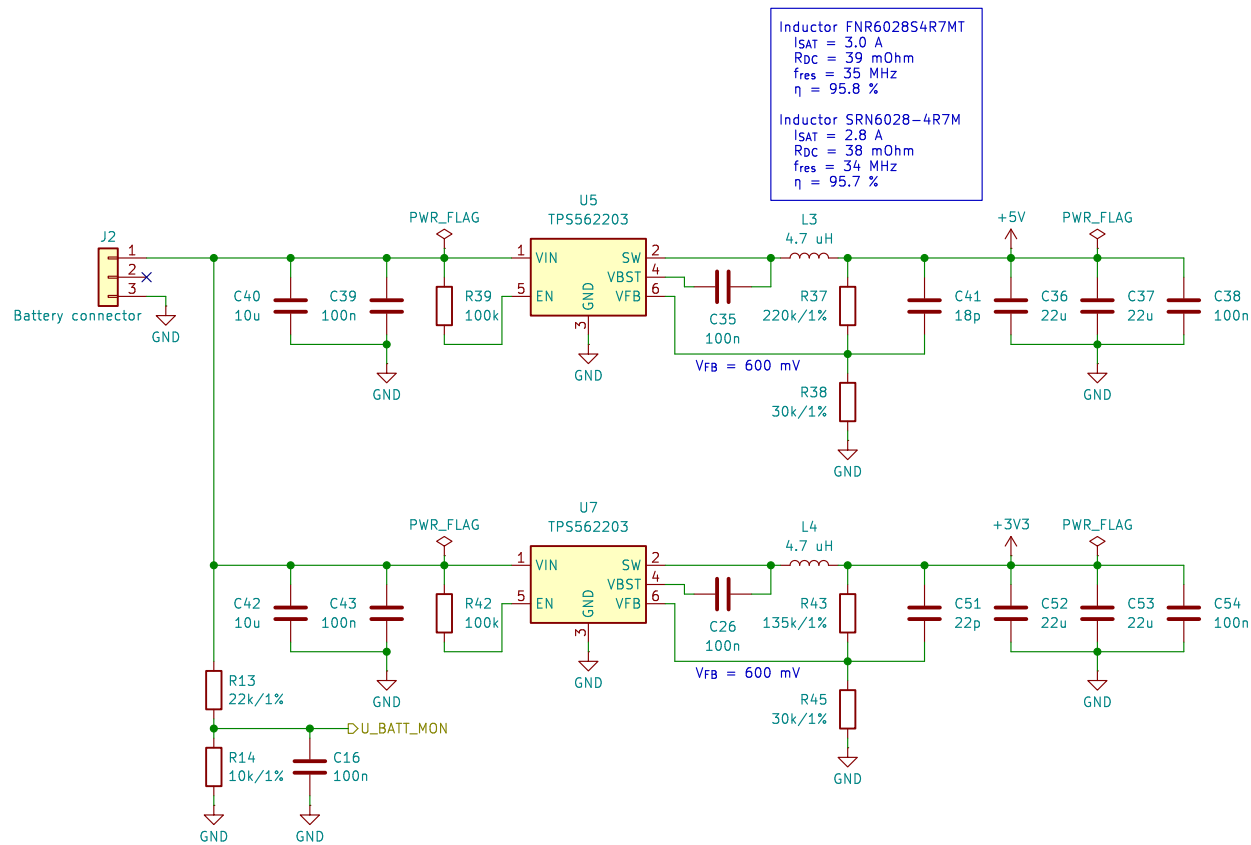 Inductor FNR6028S4R7MT
ISAT = 3.0 A
RDC = 39 mOhm
fres = 35 MHz
η = 95.8 %
Inductor SRN6028-4R7M
ISAT = 2.8 A
RDC = 38 mOhm
fres = 34 MHz
η = 95.7 %
J2
1
2
3
Battery connector
GND
C40
10u
C39
100n
GND
PWR_FLAG
R39
100k
U5
TPS562203
1
VIN
5
EN
GND
3
SW
2
VBST
4
VFB
6
GND
C35
100n
VFB = 600 mV
L3
4.7 uH
R37
220k/1%
R38
30k/1%
GND
C41
18p
+5V
C36
22u
PWR_FLAG
C37
22u
C38
100n
GND
C42
10u
C43
100n
GND
PWR_FLAG
R42
100k
U7
TPS562203
1
VIN
5
EN
GND
3
SW
2
VBST
4
VFB
6
GND
C26
100n
VFB = 600 mV
L4
4.7 uH
R43
135k/1%
R45
30k/1%
GND
C51
22p
+3V3
C52
22u
PWR_FLAG
C53
22u
C54
100n
GND
R13
22k/1%
U_BATT_MON
R14
10k/1%
GND
C16
100n
GND